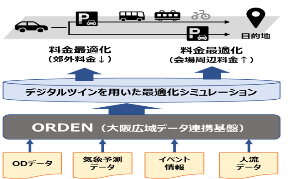 P
P
目的地
料金最適化
(郊外料金↓)
料金最適化
(会場周辺料金↑)
デジタルツインを用いた最適化シミュレーション
ORDEN (大阪広域データ連携基盤)
ODデータ
気象予測
データ
イベント
情報
人流
データ